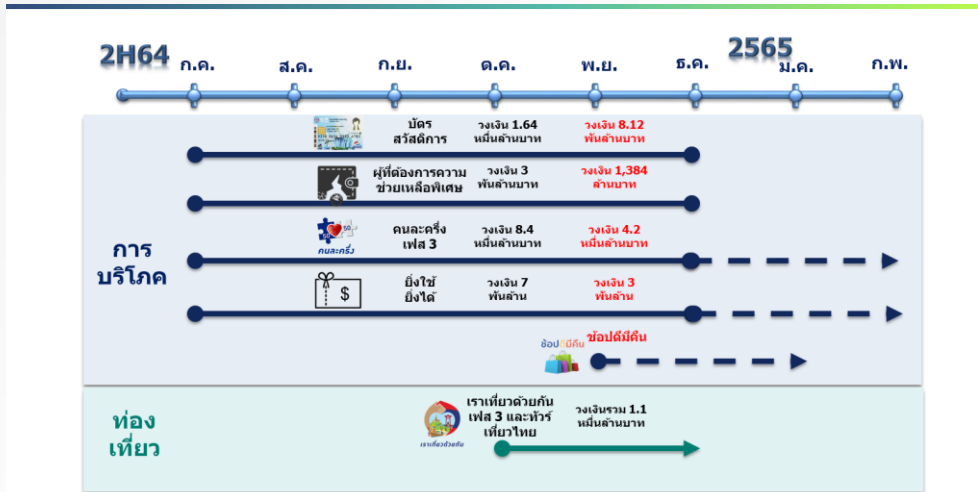 2H64
ก.ค.
ส.ค.
ก.ย.
ต.ค.
พ.ย.
ธ.ค.
2565
ม.ค.
ก.พ.
การ
บริโภค
บัตร
สวัสดิการ
วงเงิน 1.64
หมื่นล้านบาท
วงเงิน 8.12
พันล้านบาท
ผู้ที่ต้องการความ
ช่วยเหลือพิเศษ
วงเงิน 3
พันล้านบาท
วงเงิน 1,384
ล้านบาท
50
คนละครึ่ง
คนละครึ่ง
เฟส 3
วงเงิน 8.4
หมื่นล้านบาท
วงเงิน 4.2
หมื่นล้านบาท
$
ยิ่งใช้
ยิ่งได้
วงเงิน 7
พันล้าน
วงเงิน 3
พันล้าน
ช้อปดีมีคืน
ช้อปดีมีคืน
ท่อง
เที่ยว
เราเที่ยวด้วยกัน
เราเที่ยวด้วยกัน
เฟส 3 และทัวร์
เที่ยวไทย
วงเงินรวม 1.1
หมื่นล้านบาท